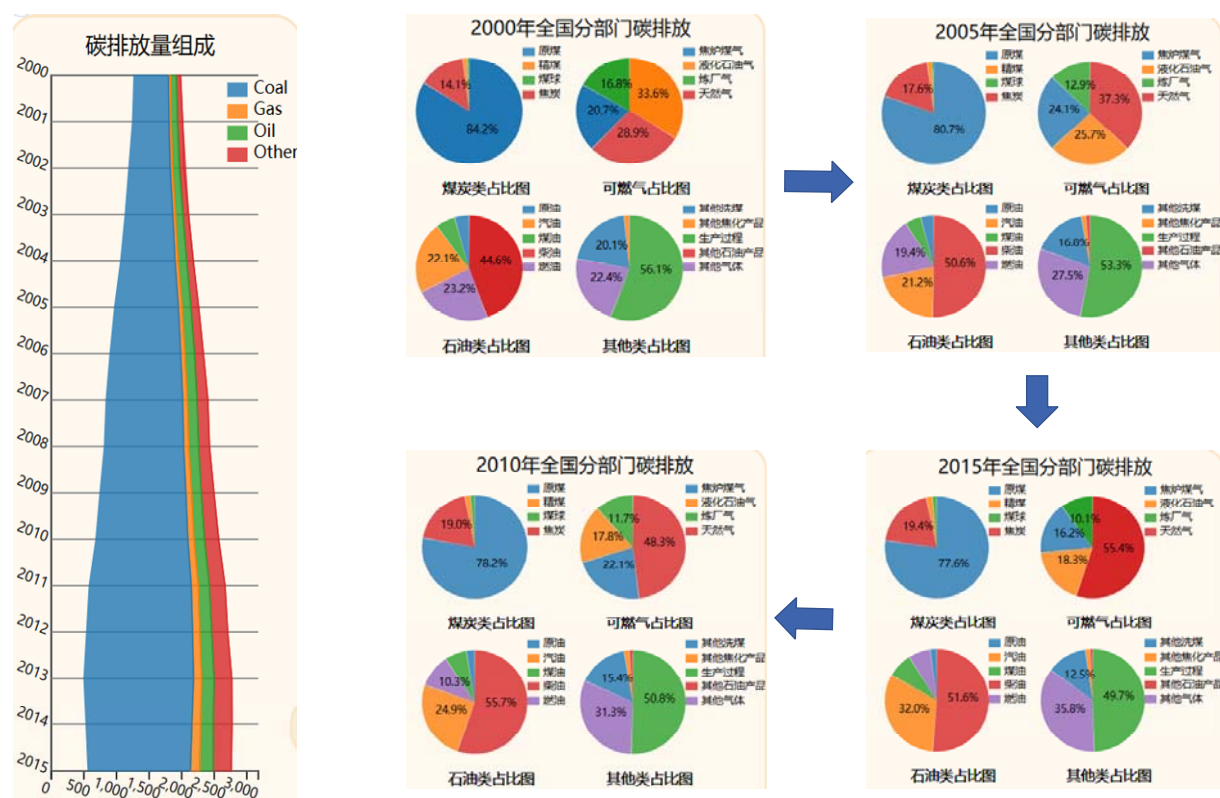 碳排放量组成
2000
2001
2002
2003
2004
2005
2006
2007
2008
2009
2010
2011
2012
2013
2014
2015
0
500
1,000
1,500
2,000
2,500
3,000
Coal
Gas
Oil
Other
2000年全国分部门碳排放
原煤
精煤
煤球
焦炭
14.1%
84.2%
煤炭类占比图
焦炉煤气
液化石油气
炼厂气
天然气
16.8%
33.6%
20.7%
28.9%
可燃气占比图
原油
汽油
煤油
柴油
燃油
22.1%
44.6%
23.2%
石油类占比图
其他洗煤
其他焦化产品
生产过程
其他石油产品
其他气体
20.1%
56.1%
22.4%
其他类占比图
2005年全国分部门碳排放
原煤
精煤
煤球
焦炭
17.6%
80.7%
煤炭类占比图
焦炉煤气
液化石油气
炼厂气
天然气
12.9%
37.3%
24.1%
25.7%
可燃气占比图
原油
汽油
煤油
柴油
燃油
19.4%
50.6%
21.2%
石油类占比图
其他洗煤
其他焦化产品
生产过程
其他石油产品
其他气体
16.8%
53.3%
27.5%
其他类占比图
2010年全国分部门碳排放
原煤
精煤
煤球
焦炭
19.0%
78.2%
煤炭类占比图
焦炉煤气
液化石油气
炼厂气
天然气
11.7%
17.8%
48.3%
22.1%
可燃气占比图
原油
汽油
煤油
柴油
燃油
10.3%
55.7%
24.9%
石油类占比图
其他洗煤
其他焦化产品
生产过程
其他石油产品
其他气体
15.4%
50.8%
31.3%
其他类占比图
2015年全国分部门碳排放
原煤
精煤
煤球
焦炭
19.4%
77.6%
煤炭类占比图
焦炉煤气
液化石油气
炼厂气
天然气
10.1%
16.2%
55.4%
18.3%
可燃气占比图
原油
汽油
煤油
柴油
燃油
51.6%
32.0%
石油类占比图
其他洗煤
其他焦化产品
生产过程
其他石油产品
其他气体
12.5%
49.7%
35.8%
其他类占比图